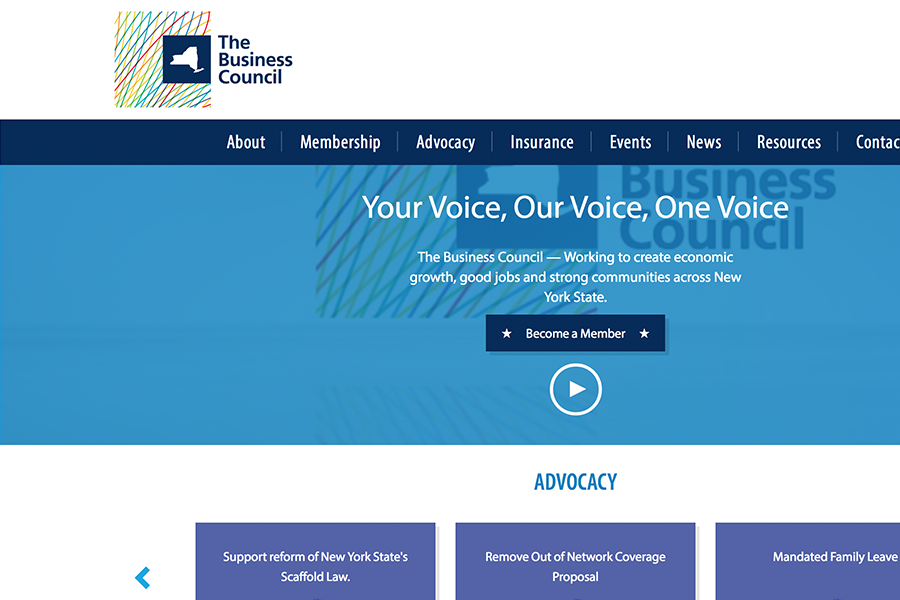 The
Business
Council
About
Membership
Advocacy
Insurance
Events
News
Resources
Contac
Business
Council
Your Voice, Our Voice, One Voice
The Business Council — Working to create economic
growth, good jobs and strong communities across New
York State.
★ Become a Member ★
ADVOCACY
Support reform of New York State's
Scaffold Law.
Remove Out of Network Coverage
Proposal
Mandated Family Leave